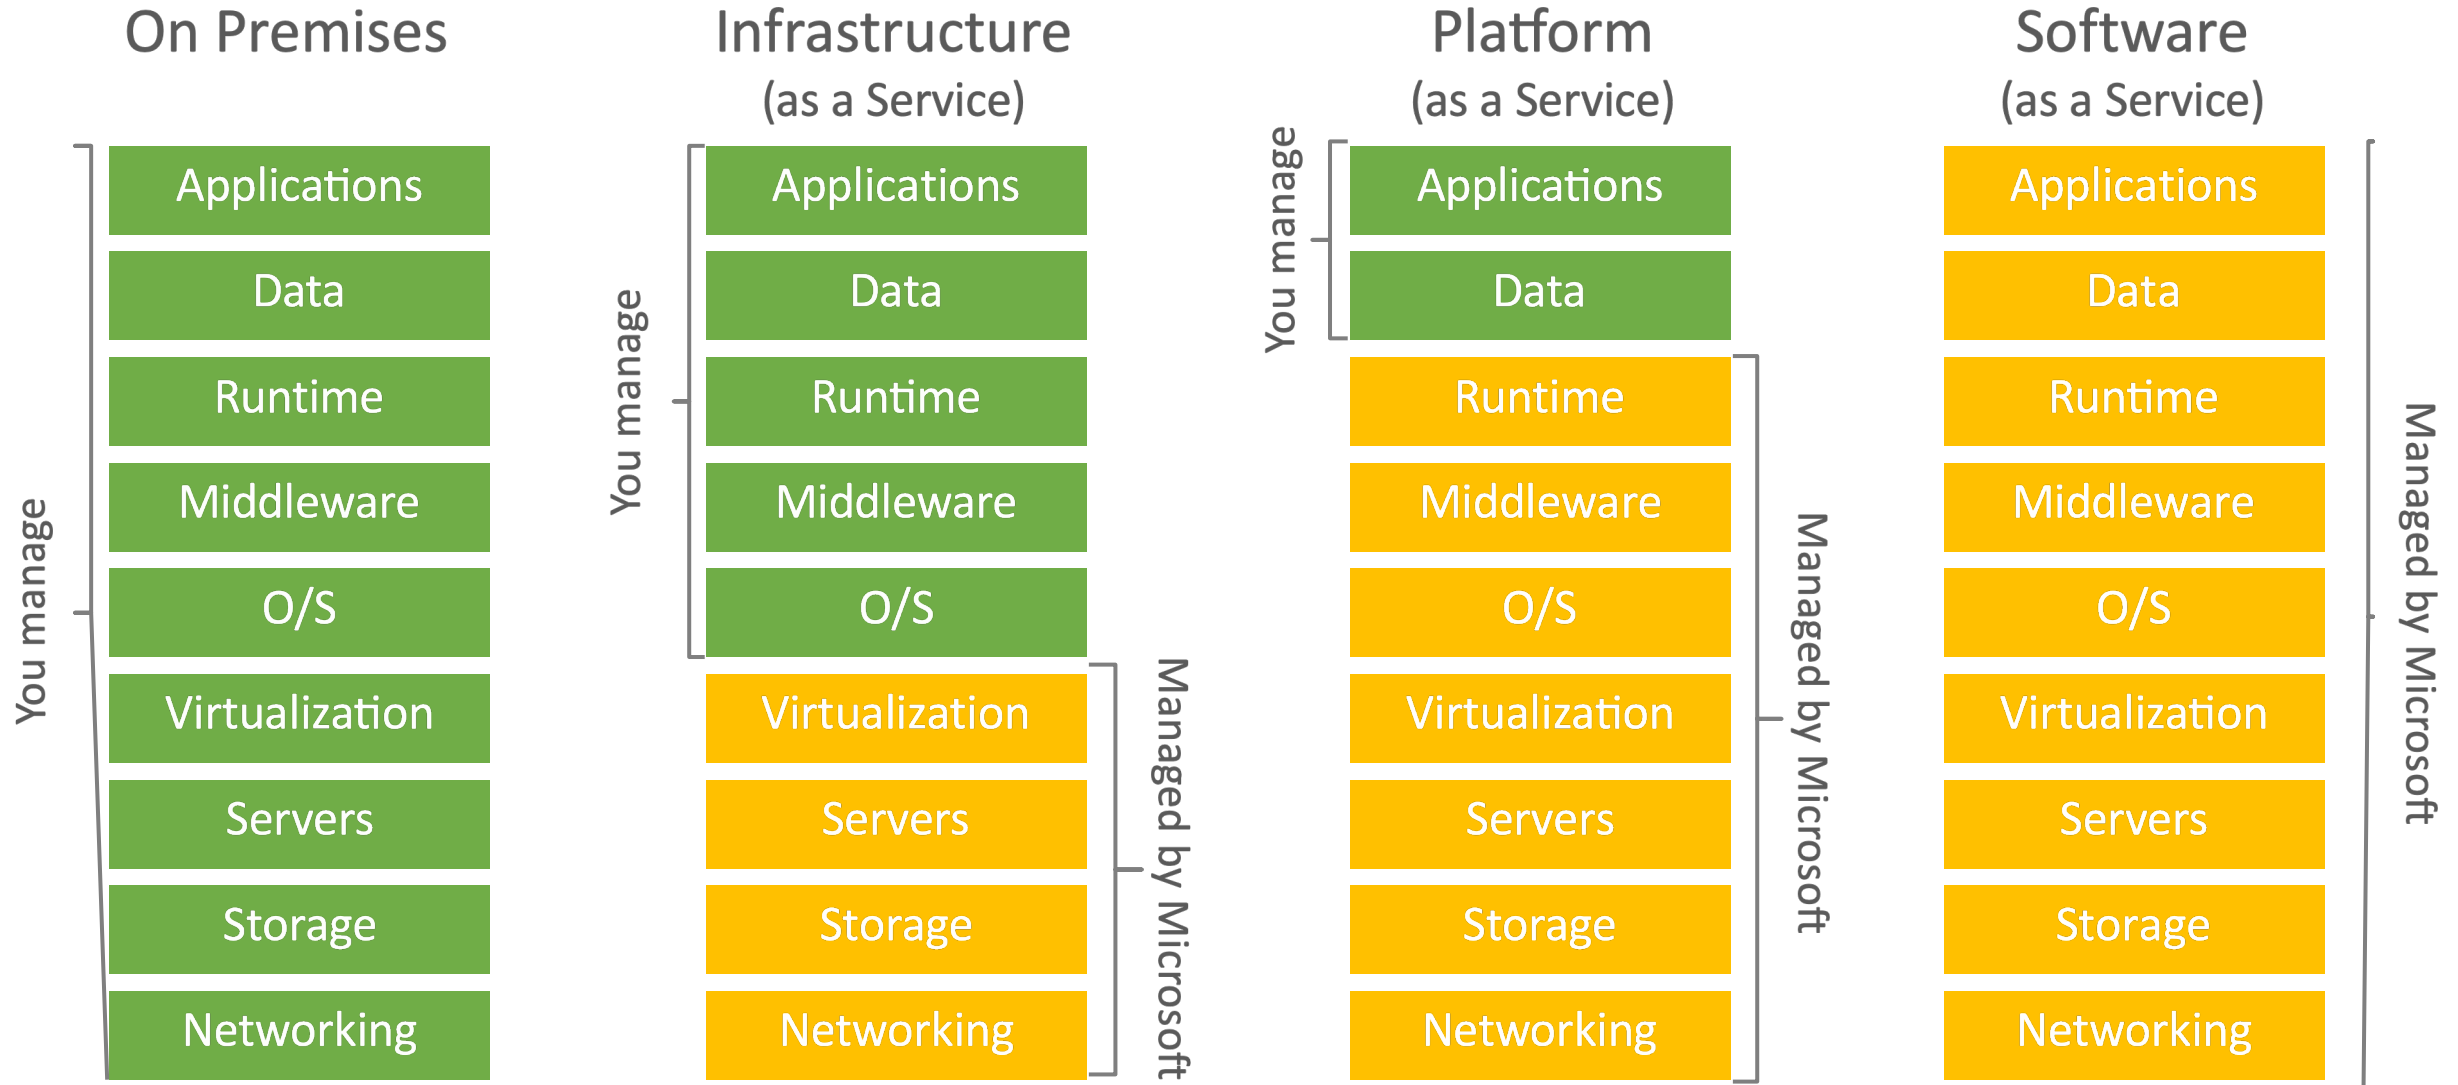 On Premises
You manage
Applications
Data
Runtime
Middleware
O/S
Virtualization
Servers
Storage
Networking
Infrastructure
(as a Service)
You manage
Applications
Data
Runtime
Middleware
O/S
Virtualization
Servers
Storage
Networking
Managed by Microsoft
Platform
(as a Service)
You manage
Applications
Data
Runtime
Middleware
O/S
Virtualization
Servers
Storage
Networking
Managed by Microsoft
Software
(as a Service)
Applications
Data
Runtime
Middleware
O/S
Virtualization
Servers
Storage
Networking
Managed by Microsoft